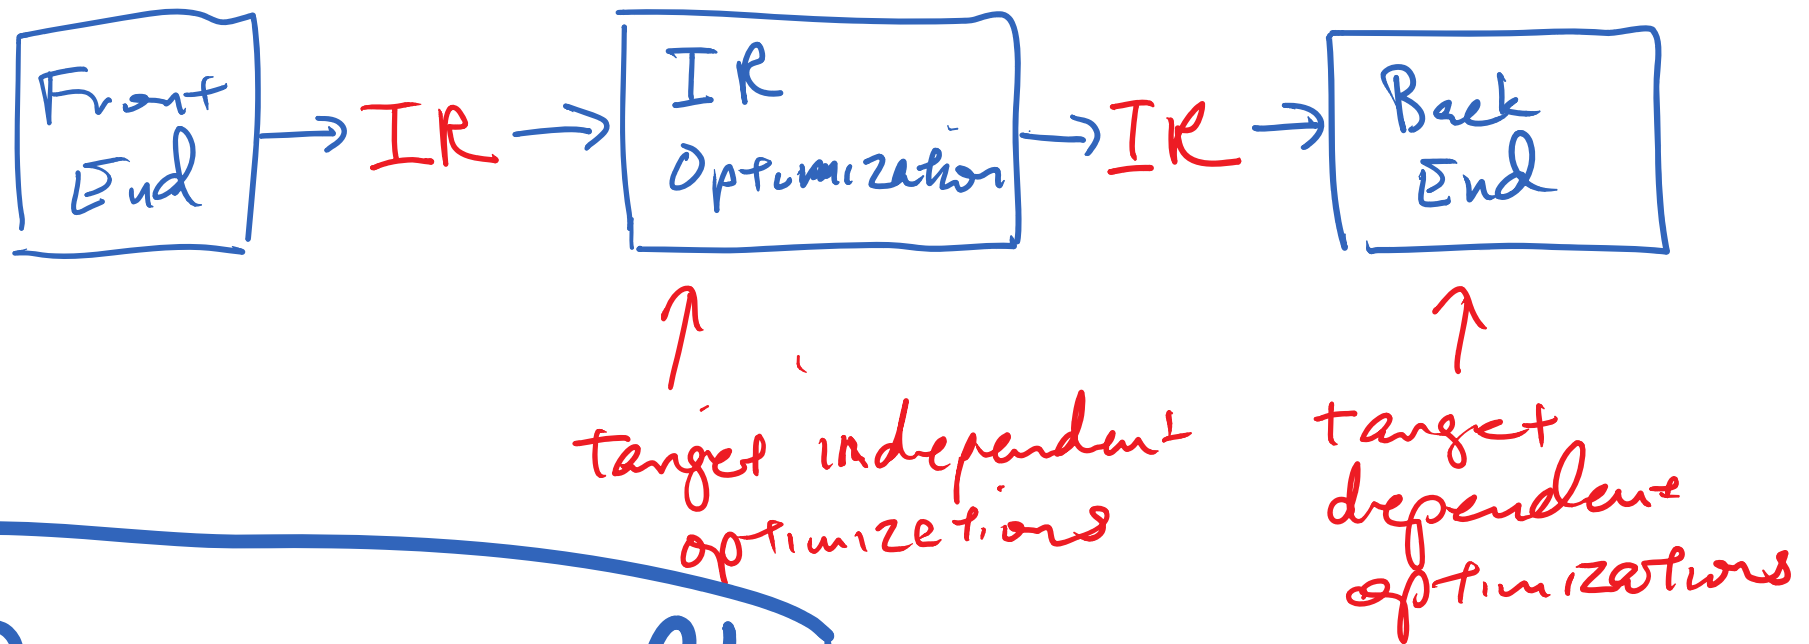 Front
End
IR
IR
Optimization
IR
Back
End
target independent
optimizations
target
dependent
optimizations